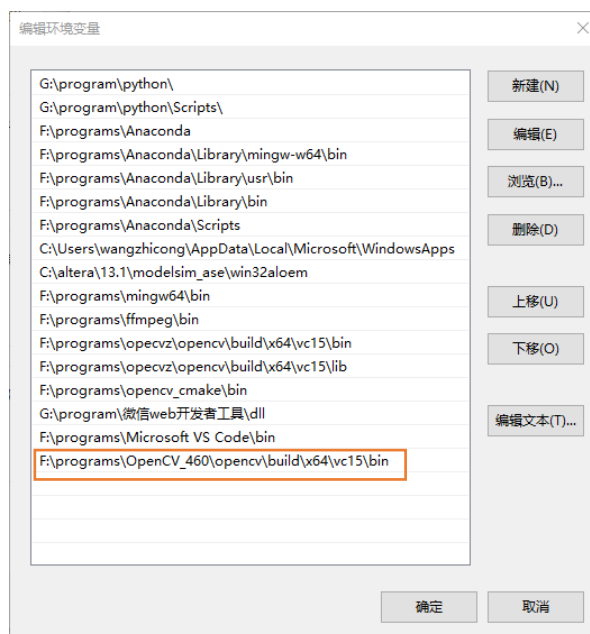 编辑环境变量
G:\program\python\
G:\program\python\Scripts\
F:\programs\Anaconda
F:\programs\Anaconda\Library\mingw-w64\bin
F:\programs\Anaconda\Library\usr\bin
F:\programs\Anaconda\Library\bin
F:\programs\Anaconda\Scripts
C:\Users\wangzhicong\AppData\Local\Microsoft\WindowsApps
C:\altera\13.1\modelsim_ase\win32aloem
F:\programs\mingw64\bin
F:\programs\ffmpeg\bin
F:\programs\opecvz\opencv\build\x64\vc15\bin
F:\programs\opecvz\opencv\build\x64\vc15\lib
F:\programs\opencv_cmake\bin
G:\program\微信web开发者工具\dll
F:\programs\Microsoft VS Code\bin
F:\programs\OpenCV_460\opencv\build\x64\vc15\bin
新建(N)
编辑(E)
浏览(B)...
删除(D)
上移(U)
下移(O)
编辑文本(T)...
确定
取消